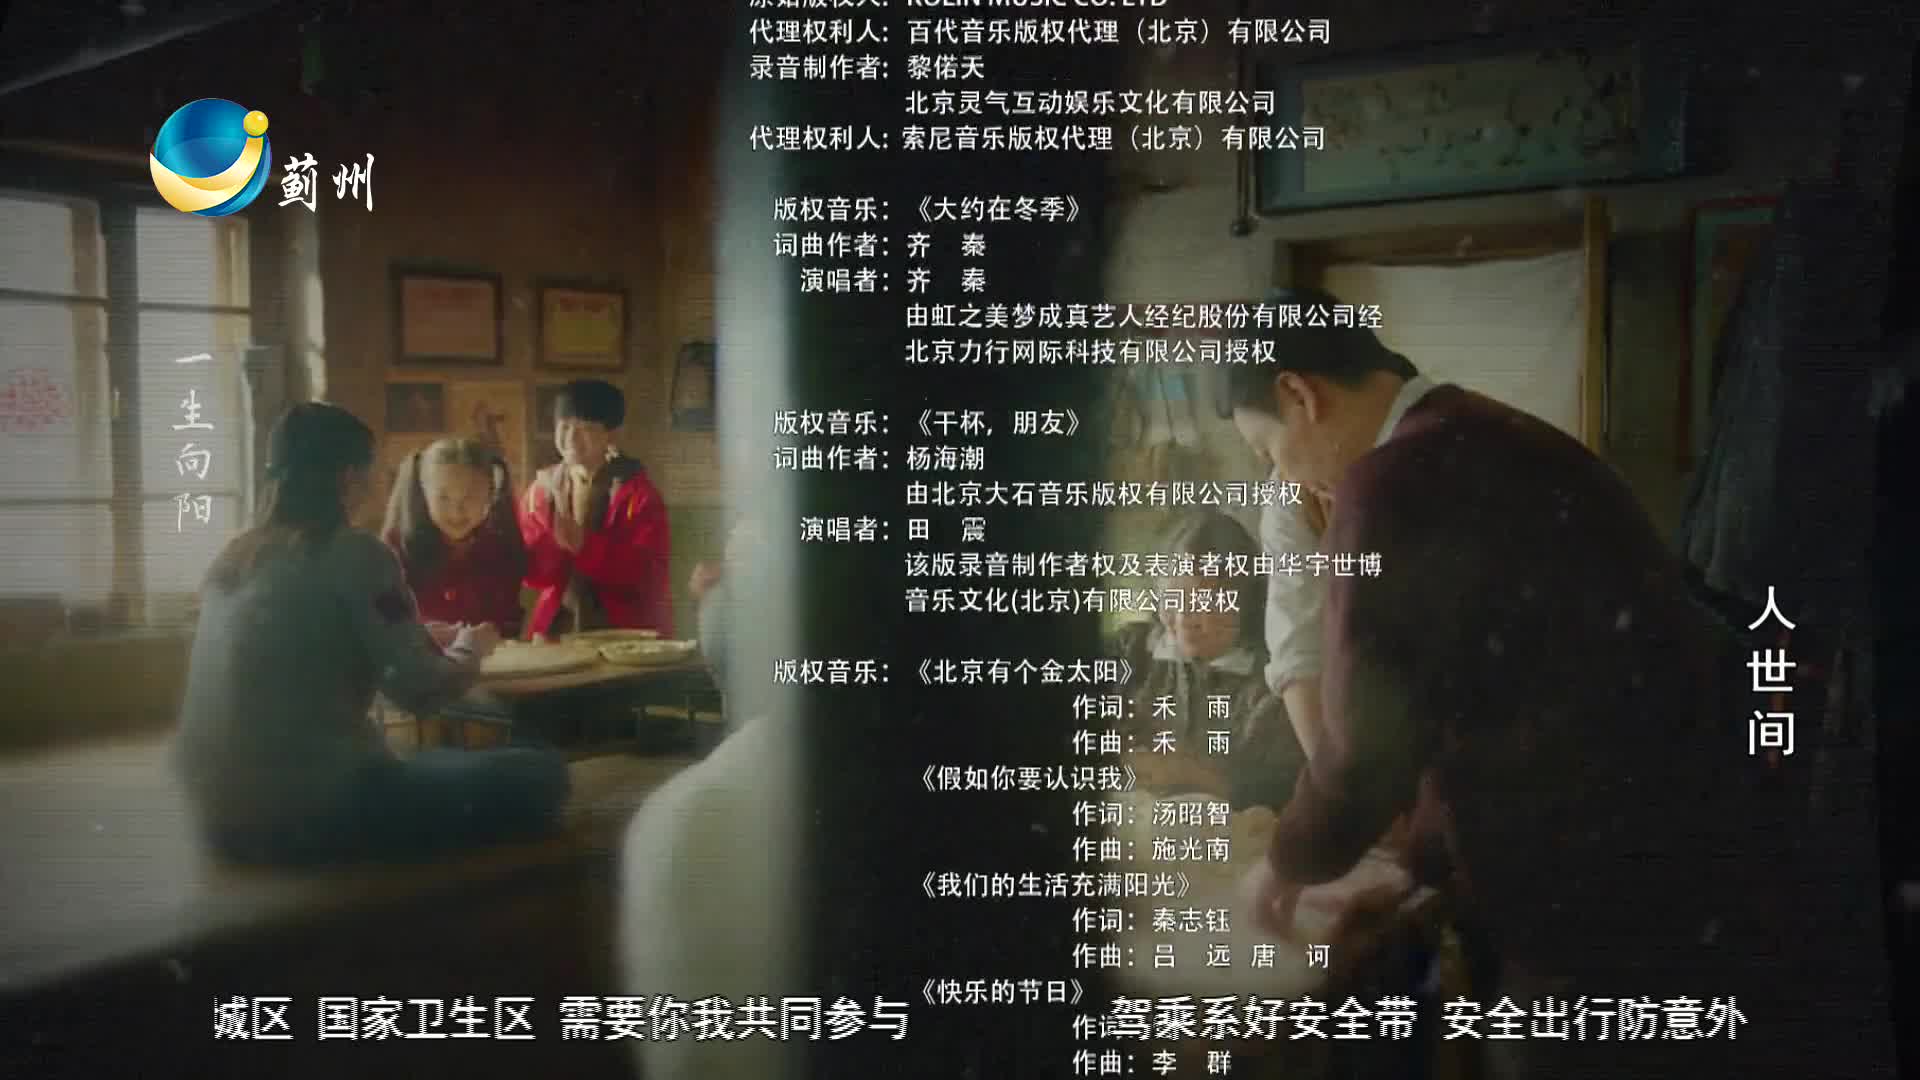 代理权利人：百代音乐版权代理（北京）有限公司
录音制作者：黎偌天
北京灵气互动娱乐文化有限公司
代理权利人：索尼音乐版权代理（北京）有限公司
蓟州
版权音乐：《大约在冬季》
词曲作者：齐 秦
演唱者：齐 秦
由虹之美梦成真艺人经纪股份有限公司经
北京力行网际科技有限公司授权
一生向阳
版权音乐：《干杯，朋友》
词曲作者：杨海潮
由北京大石音乐版权有限公司授权
演唱者：田 震
该版录音制作者权及表演者权由华宇世博
音乐文化(北京)有限公司授权
人世间
版权音乐：《北京有个金太阳》
作词：禾 雨
作曲：禾 雨
《假如你要认识我》
作词：汤昭智
作曲：施光南
《我们的生活充满阳光》
作词：秦志钰
作曲：吕 远 唐 诃
《快乐的节日》
城区 国家卫生区 需要你我共同参与 驾乘系好安全带 安全出行防意外
作曲：李 群